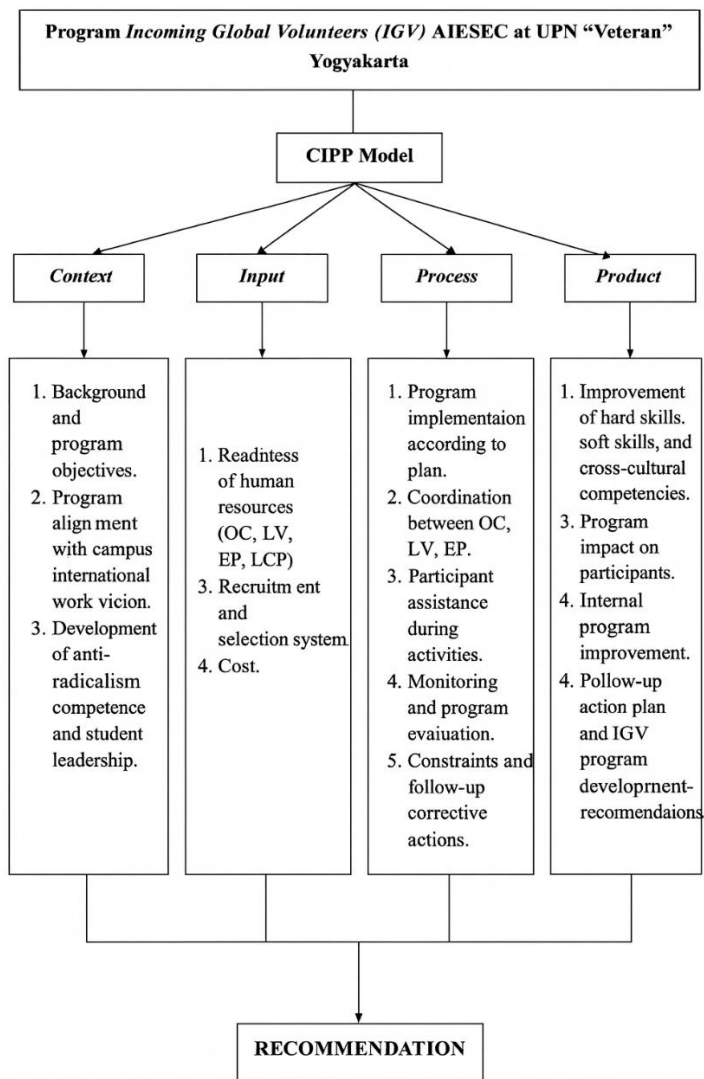 Program Incoming Global Volunteers (IGV) AIESEC at UPN “Veteran”
Yogyakarta
CIPP Model
Context
Input
Process
Product
1. Background
and
program
objectives.
2. Program
align ment
with campus
international
work vicion.
3. Development
of anti-
radicalism
competence
and student
leadership.
1. Readintess
of human
resources
(OC, LV,
EP, LCP)
3. Recruitm ent
and
selection system.
4. Cost.
1. Program
implementaion
according to
plan.
2. Coordination
between OC,
LV, EP.
3. Participant
assistance
during
activities.
4. Monitoring
and program
evaiuation.
5. Constraints and
follow-up
corrective
actions.
1. Improvement
of hard skills.
soft skills, and
cross-cultural
competencies.
3. Program
impact on
participants.
4. Internal
program
improvement.
4. Pollow-up
action plan
and IGV
program
developrnent-
recomendaions.
RECOMMENDATION